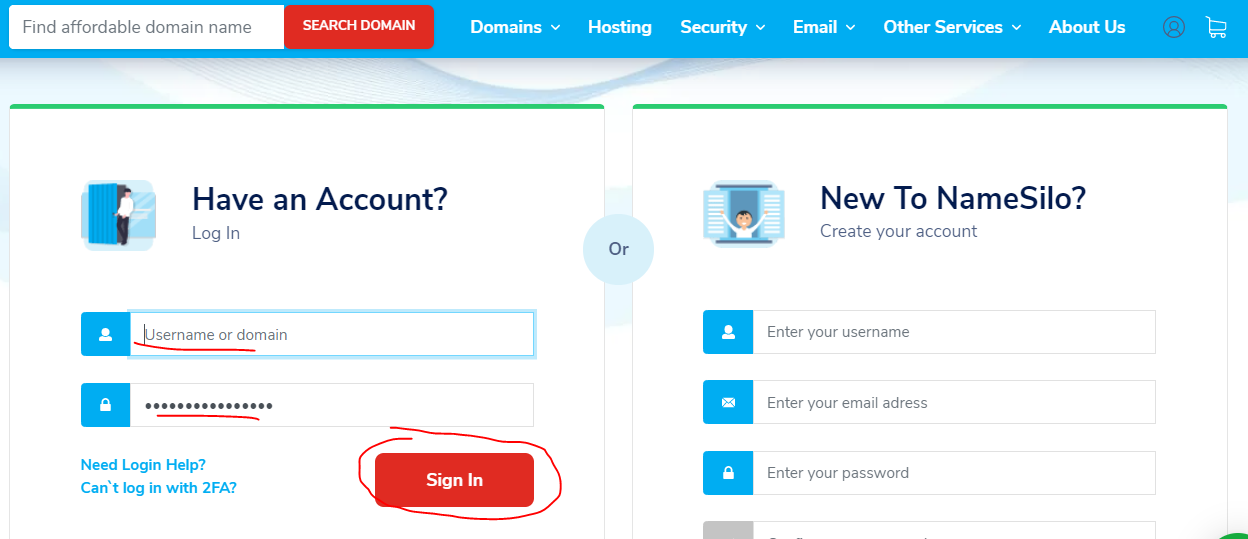 Find affordable domain name
SEARCH DOMAIN
Domains
Hosting
Security
Email
Other Services
About Us
Have an Account?
Log In
Or
New To NameSilo?
Create your account
Username or domain
••••••••••••••••
Need Login Help?
Can`t log in with 2FA?
Sign In
Enter your username
Enter your email adress
Enter your password